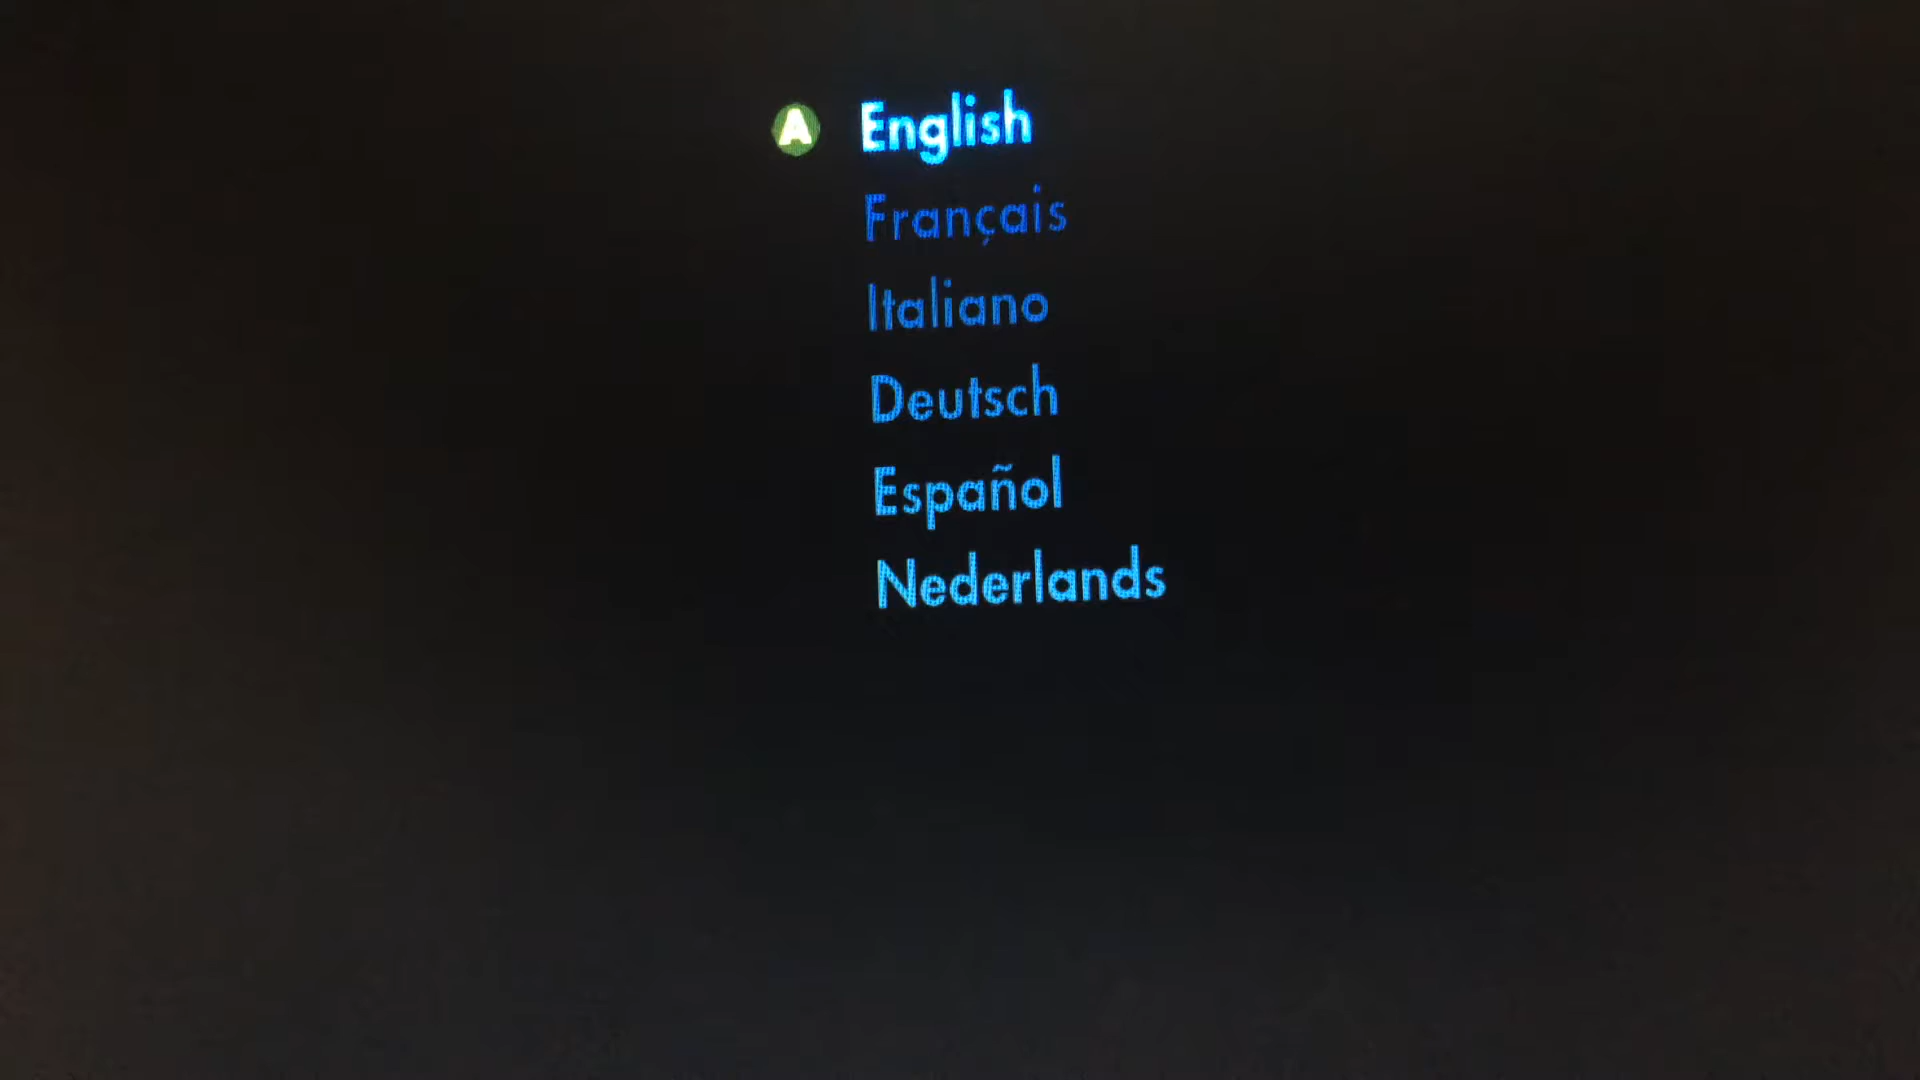 A English
Français
Italiano
Deutsch
Español
Nederlands